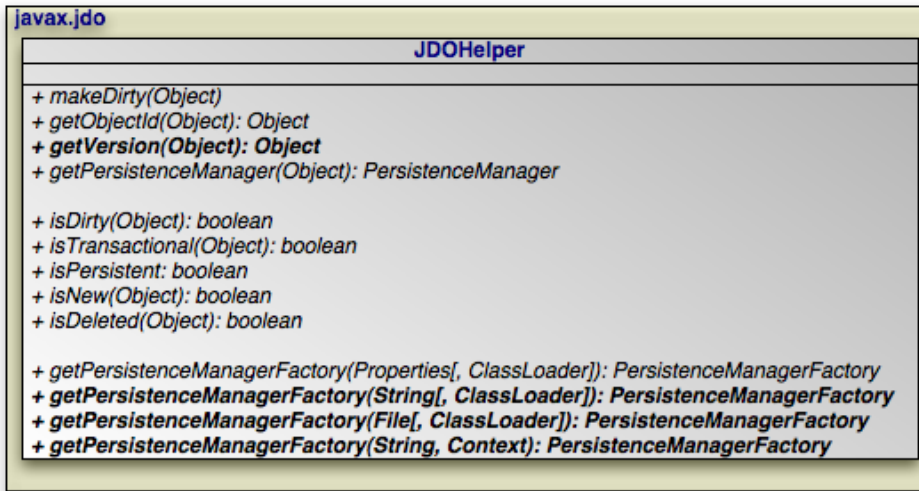 javax.jdo
JDOHelper
+ makeDirty(Object)
+ getObjectId(Object): Object
+ getVersion(Object): Object
+ getPersistenceManager(Object): PersistenceManager
+ isDirty(Object): boolean
+ isTransactional(Object): boolean
+ isPersistent: boolean
+ isNew(Object): boolean
+ isDeleted(Object): boolean
+ getPersistenceManagerFactory(Properties[, ClassLoader]): PersistenceManagerFactory
+ getPersistenceManagerFactory(String[, ClassLoader]): PersistenceManagerFactory
+ getPersistenceManagerFactory(File[, ClassLoader]): PersistenceManagerFactory
+ getPersistenceManagerFactory(String, Context): PersistenceManagerFactory